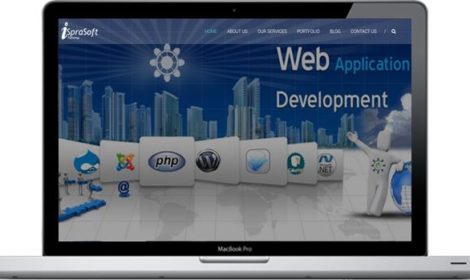 iSpraSoft
HOME ABOUT US OUR SERVICES PORTFOLIO BLOG CONTACT US /
Web Application
Development
php
.NET
@
MacBook Pro